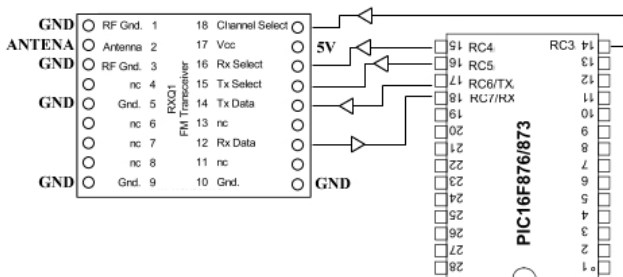 GND RF Gnd. 1 18 Channel Select
ANTENA Antenna 2 17 Vcc 5V
GND RF Gnd. 3 16 Rx Select
nc 4 15 Tx Select
GND Gnd. 5 14 Tx Data
nc 6 13 nc
nc 7 12 Rx Data
nc 8 11 nc
GND Gnd. 9 10 Gnd. GND
RXQ1
FM Transceiver
15 RC4 RC3 14
16 RC5 13
17 RC6/TX 12
18 RC7/RX 11
19 10
20 9
21 8
22 7
23 6
24 5
25 4
26 3
27 2
28 1
PIC16F876/873